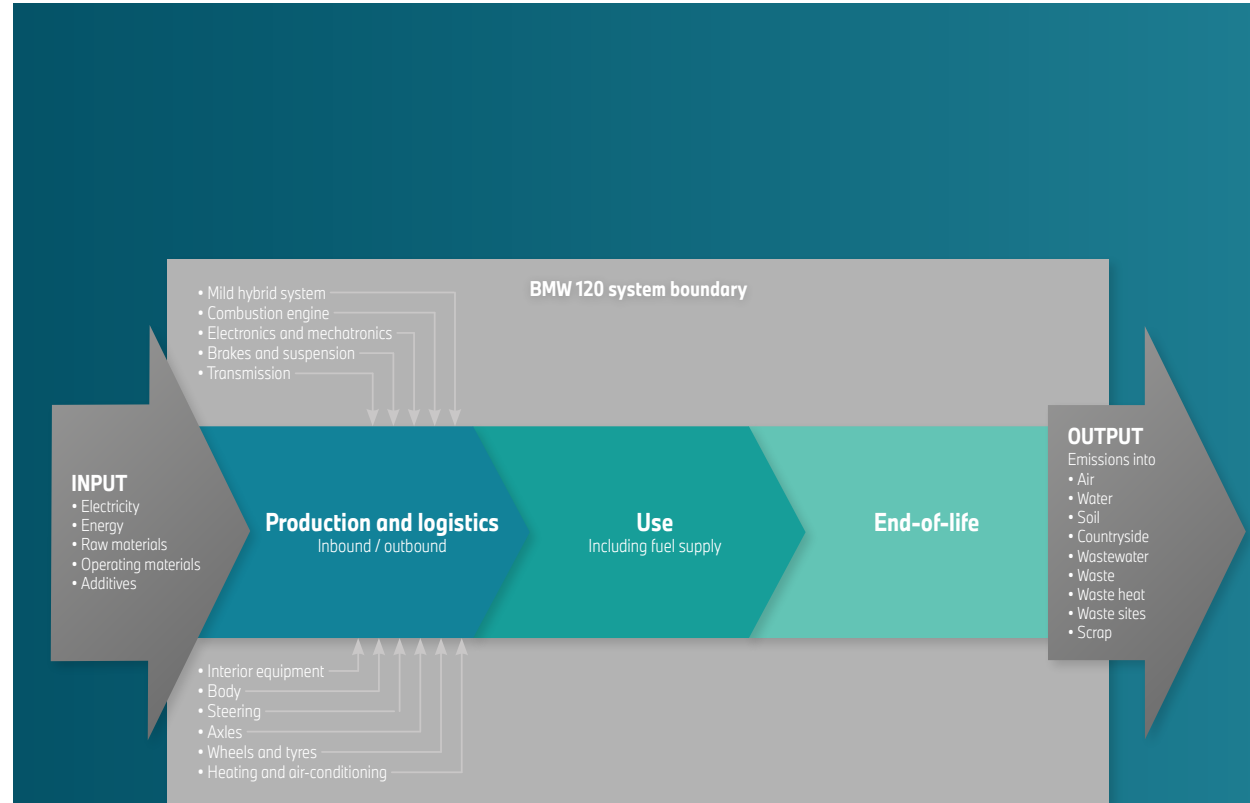 BMW 120 system boundary
• Mild hybrid system
• Combustion engine
• Electronics and mechatronics
• Brakes and suspension
• Transmission
INPUT
• Electricity
• Energy
• Raw materials
• Operating materials
• Additives
Production and logistics
Inbound / outbound
Use
Including fuel supply
End-of-life
OUTPUT
Emissions into
• Air
• Water
• Soil
• Countryside
• Wastewater
• Waste
• Waste heat
• Waste sites
• Scrap
• Interior equipment
• Body
• Steering
• Axles
• Wheels and tyres
• Heating and air-conditioning